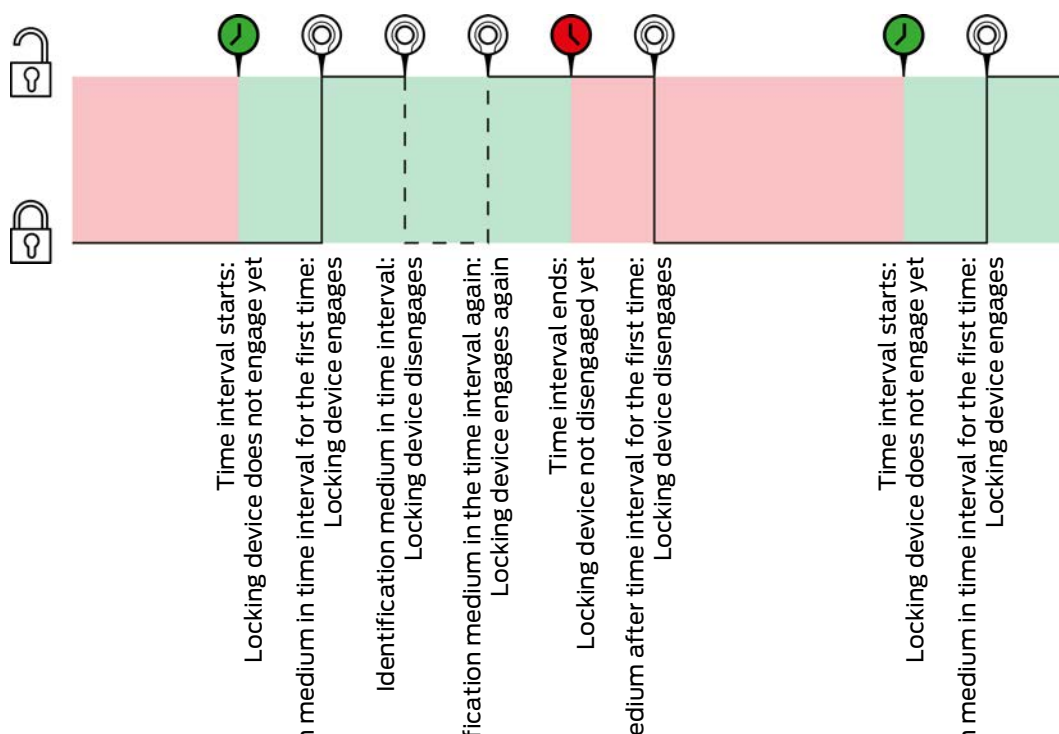 Time interval starts:
Locking device does not engage yet
medium in time interval for the first time:
Locking device engages
Identification medium in time interval:
Locking device disengages
medium in the time interval again:
Locking device engages again
Time interval ends:
Locking device not disengaged yet
after time interval for the first time:
Locking device disengages
Time interval starts:
Locking device does not engage yet
medium in time interval for the first time:
Locking device engages